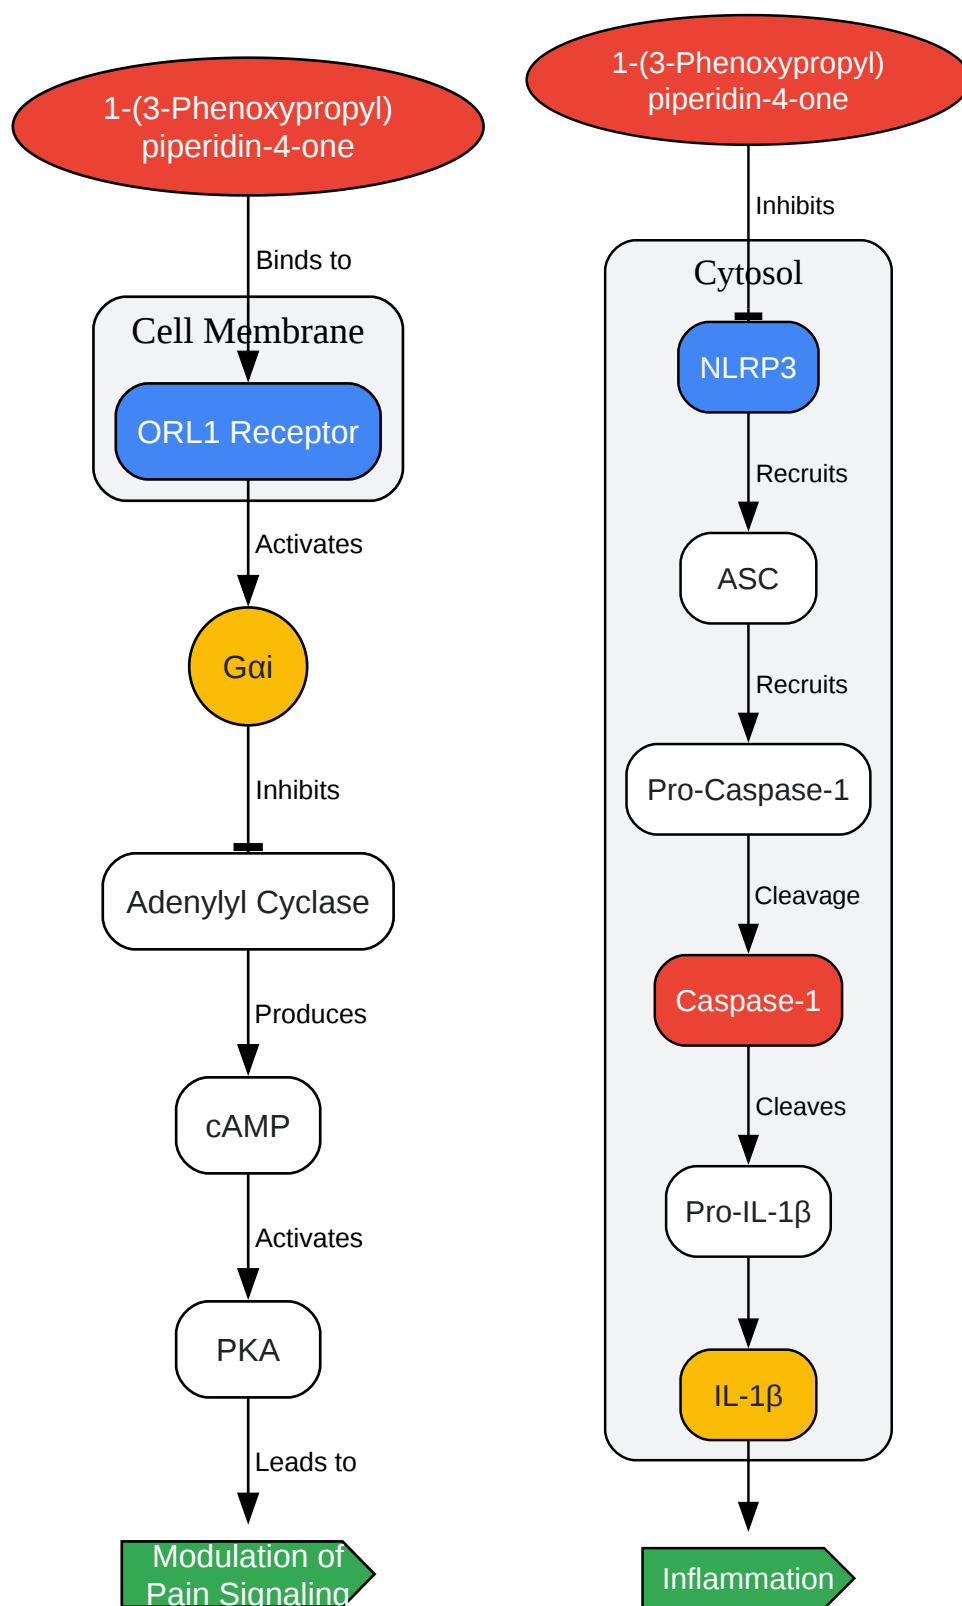 1-(3-Phenoxypropyl)
piperidin-4-one
Binds to
Cell Membrane
ORL1 Receptor
Activates
Gαi
Inhibits
Adenylyl Cyclase
Produces
cAMP
Activates
PKA
Leads to
Modulation of
Pain Signaling
1-(3-Phenoxypropyl)
piperidin-4-one
Inhibits
Cytosol
NLRP3
Recruits
ASC
Recruits
Pro-Caspase-1
Cleavage
Caspase-1
Cleaves
Pro-IL-1β
IL-1β
Inflammation